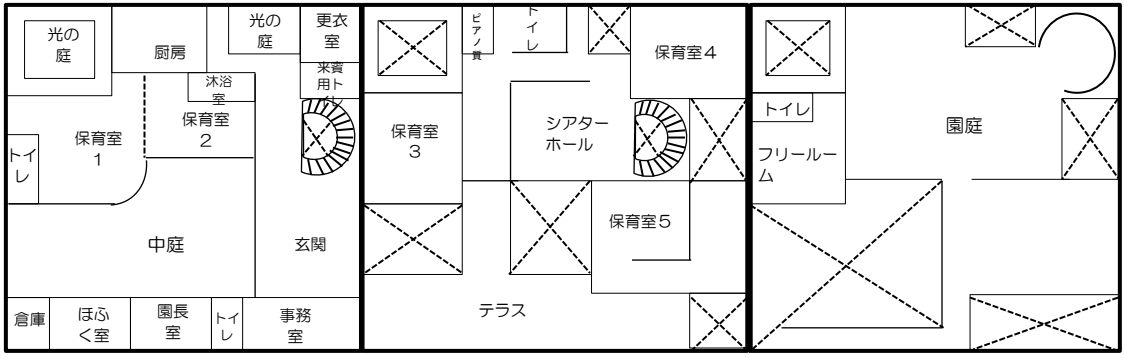 光の
庭
厨房
光の
庭
更衣
室
来賓
用トイレ
沐浴
室
保育室
1
保育室
2
トイ
レ
中庭
玄関
倉庫
ほふ
く室
園長
室
トイ
レ
事務
室
ピアノ質
トイレ
保育室4
保育室
3
シアター
ホール
保育室5
テラス
トイレ
フリールー
ム
園庭